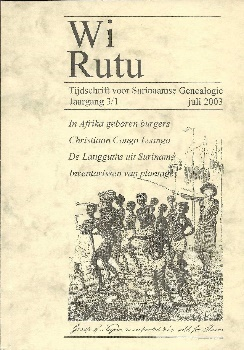 Wi
Rutu
Tijdschrift voor Surinaamse Genealogie
Jaargang 3/1 juli 2003
In Afrika geboren burgers
Christiaan Congo Loango
De Langguths uit Suriname
Inventarissen van plantages